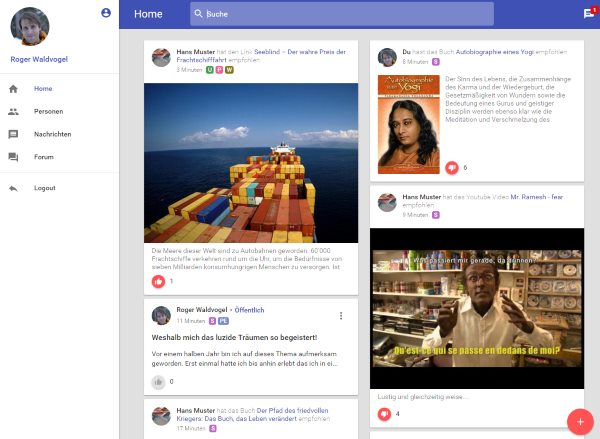 Home
Suche
1
Roger Waldvogel
Home
Personen
Nachrichten
Forum
Logout
Hans Muster hat den Link Seeblind – Der wahre Preis der
Frachtschifffahrt empfohlen
3 Minuten U P W
Die Meere dieser Welt sind zu Autobahnen geworden. 60'000
Frachtschiffe verkehren rund um die Uhr, um die Bedürfnisse von
sieben Milliarden konsumhungrigen Menschen zu versorgen. Ist
1
Roger Waldvogel • Öffentlich
11 Minuten S PL
Weshalb mich das luzide Träumen so begeistert!
Vor einem halben Jahr bin ich auf dieses Thema aufmerksam
geworden. Erst einmal hatte ich bis anhin erlebt das ich in ei...
0
Hans Muster hat das Buch Der Pfad des friedvollen
Kriegers: Das Buch, das Leben verändert empfohlen
17 Minuten S
Du hast das Buch Autobiographie eines Yogi empfohlen
8 Minuten S
Autobiographie
Yogi
Der Sinn des Lebens, die Zusammenhänge
des Karma und der Wiedergeburt, die
Gesetzmäßigkeit von Wundern sowie die
Bedeutung eines Gurus und geistiger
Disziplin werden ebenso klar wie die
Meditation und Verschmelzung des
6
Hans Muster hat das Youtube Video Mr. Ramesh - fear
empfohlen
9 Minuten S
Was passiert mir gerade, da drinnen?
Qu'est-ce qui se passe en dedans de moi?
Lustig und gleichzeitig weise...
4